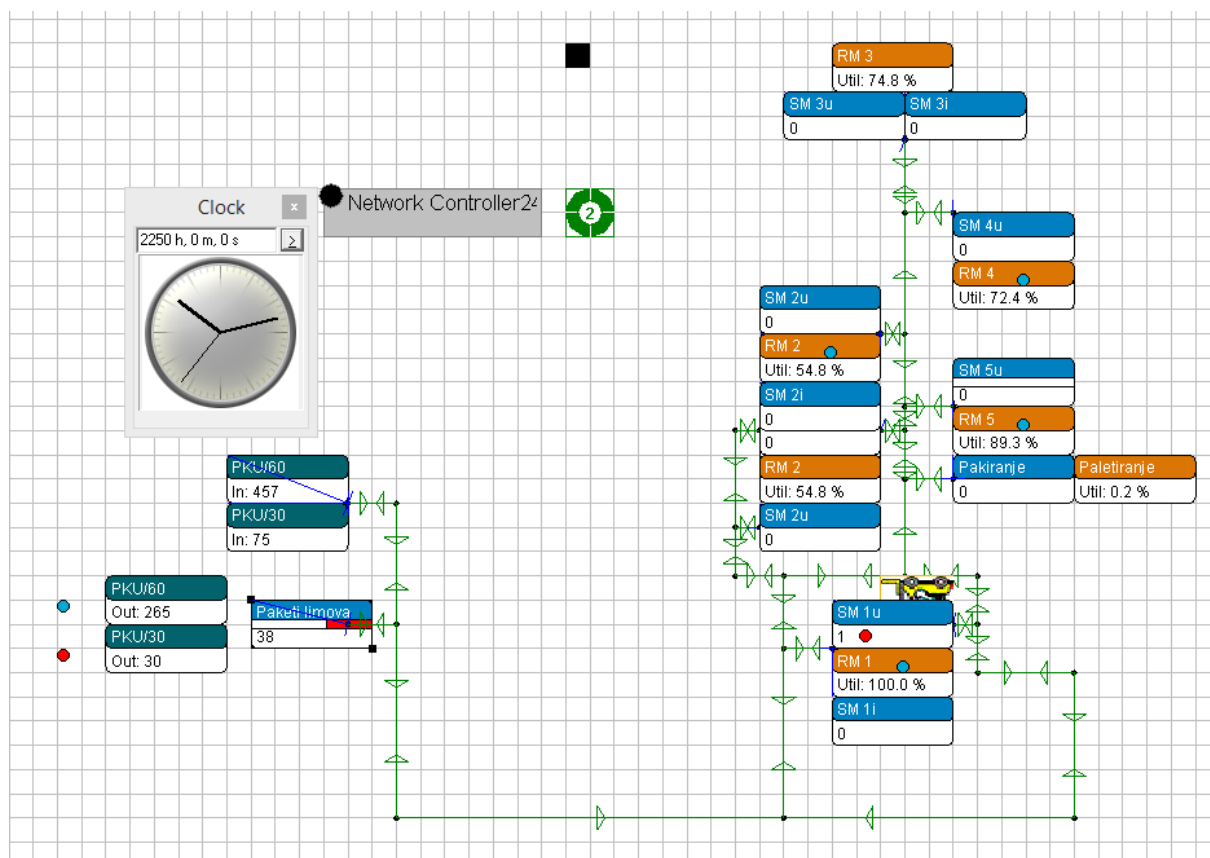 RM 3
Util: 74.8 %
SM 3u
SM 3i
0
0
Clock
x
Network Controller24
2
2250 h, 0 m, 0 s
>
SM 4u
0
RM 4
Util: 72.4 %
SM 2u
0
RM 2
Util: 54.8 %
SM 2i
0
0
RM 2
Util: 54.8 %
SM 2u
0
SM 5u
0
RM 5
Util: 89.3 %
Pakiranje
0
Paletiranje
Util: 0.2 %
PKU/60
In: 457
PKU/30
In: 75
PKU/60
Out: 265
PKU/30
Out: 30
Paketi limova
38
SM 1u
1
RM 1
Util: 100.0 %
SM 1i
0